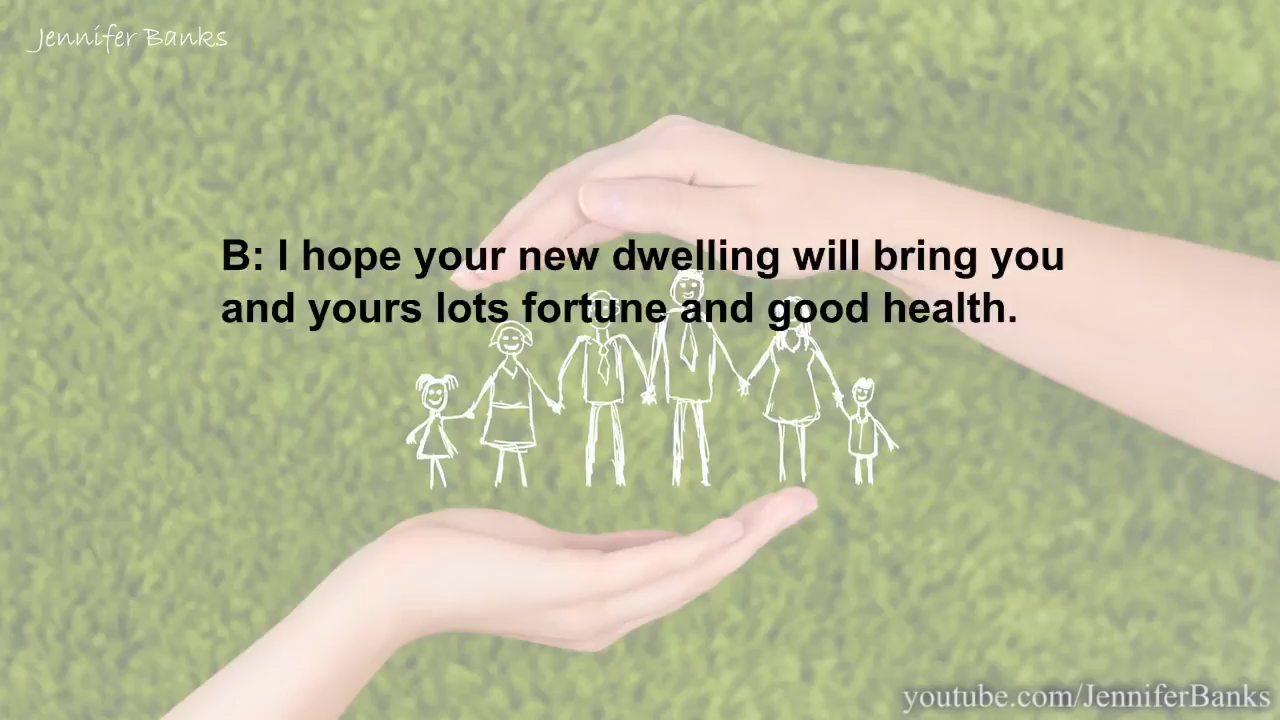 Jennifer Banks
B: I hope your new dwelling will bring you
and yours lots fortune and good health.
youtube.com/JenniferBanks